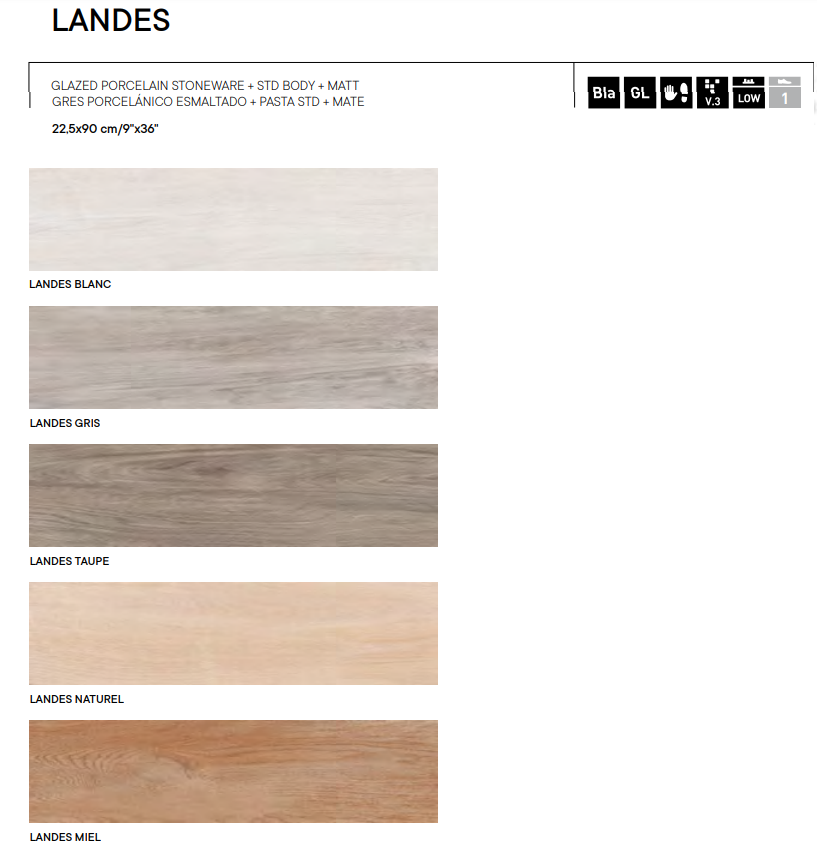 LANDES
GLAZED PORCELAIN STONEWARE + STD BODY + MATT
GRES PORCELÁNICO ESMALTADO + PASTA STD + MATE
22,5x90 cm/9"x36"
BIa GL V.3 LOW 1
LANDES BLANC
LANDES GRIS
LANDES TAUPE
LANDES NATUREL
LANDES MIEL